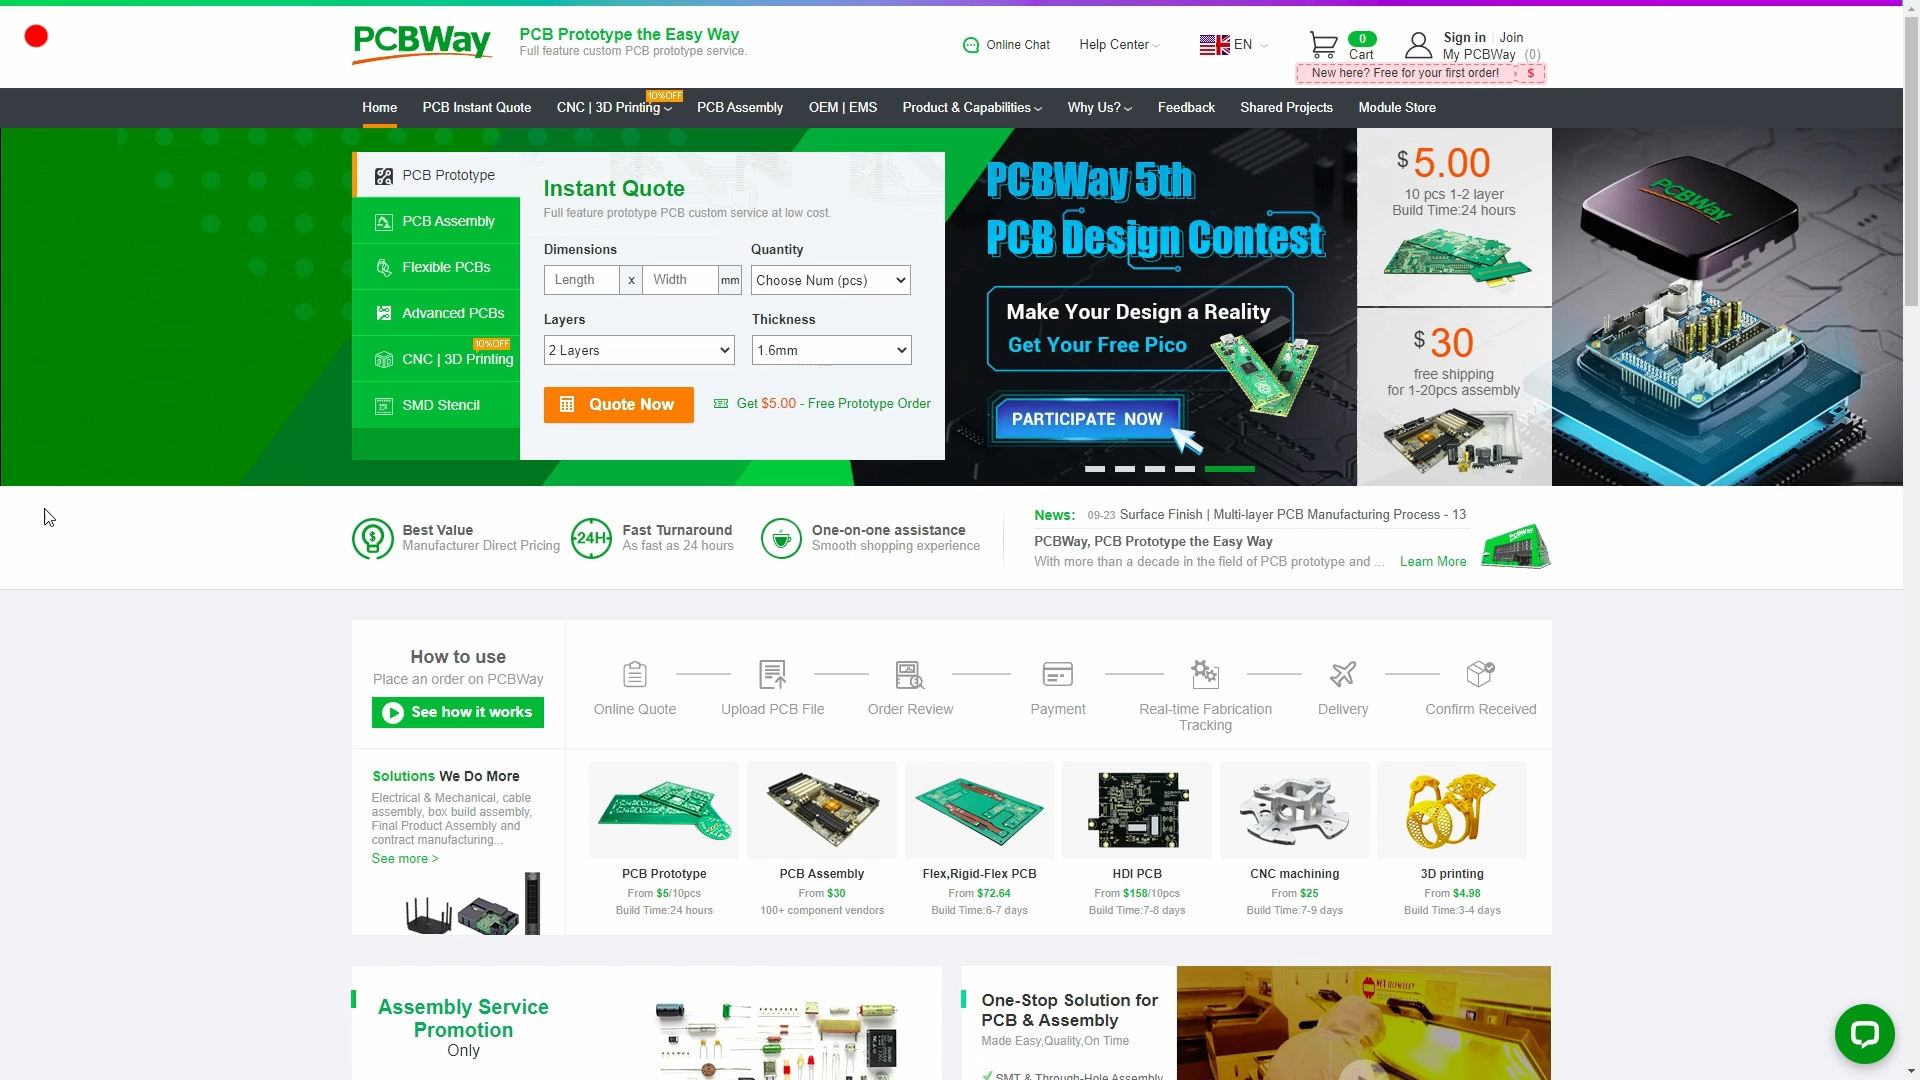 PCBWay
PCB Prototype the Easy Way
Full feature custom PCB prototype service.
Online Chat
Help Center
EN
0
Cart
Sign in
Join
My PCBWay (0)
New here? Free for your first order!
$
Home
PCB Instant Quote
CNC | 3D Printing
10%OFF
PCB Assembly
OEM | EMS
Product & Capabilities
Why Us?
Feedback
Shared Projects
Module Store
PCB Prototype
PCB Assembly
Flexible PCBs
Advanced PCBs
10%OFF
CNC | 3D Printing
SMD Stencil
Instant Quote
Full feature prototype PCB custom service at low cost.
Dimensions
Quantity
Length
x
Width
mm
Choose Num (pcs)
Layers
Thickness
2 Layers
1.6mm
Quote Now
Get $5.00 - Free Prototype Order
PCBWay 5th
PCB Design Contest
Make Your Design a Reality
Get Your Free Pico
PARTICIPATE NOW
$ 5.00
10 pcs 1-2 layer
Build Time:24 hours
$ 30
free shipping
for 1-20pcs assembly
PCBWay
Best Value
Manufacturer Direct Pricing
24H
Fast Turnaround
As fast as 24 hours
One-on-one assistance
Smooth shopping experience
News:
09-23 Surface Finish | Multi-layer PCB Manufacturing Process - 13
PCBWay, PCB Prototype the Easy Way
With more than a decade in the field of PCB prototype and ...
Learn More
How to use
Place an order on PCBWay
See how it works
Online Quote
Upload PCB File
Order Review
Payment
Real-time Fabrication
Tracking
Delivery
Confirm Received
Solutions We Do More
Electrical & Mechanical, cable
assembly, box build assembly,
Final Product Assembly and
contract manufacturing...
See more >
PCB Prototype
From $5/10pcs
Build Time:24 hours
PCB Assembly
From $30
100+ component vendors
Flex,Rigid-Flex PCB
From $72.64
Build Time:6-7 days
HDI PCB
From $158/10pcs
Build Time:7-8 days
CNC machining
From $25
Build Time:7-9 days
3D printing
From $4.98
Build Time:3-4 days
Assembly Service
Promotion
Only
One-Stop Solution for
PCB & Assembly
Made Easy,Quality,On Time
SMT & Through-Hole Assembly